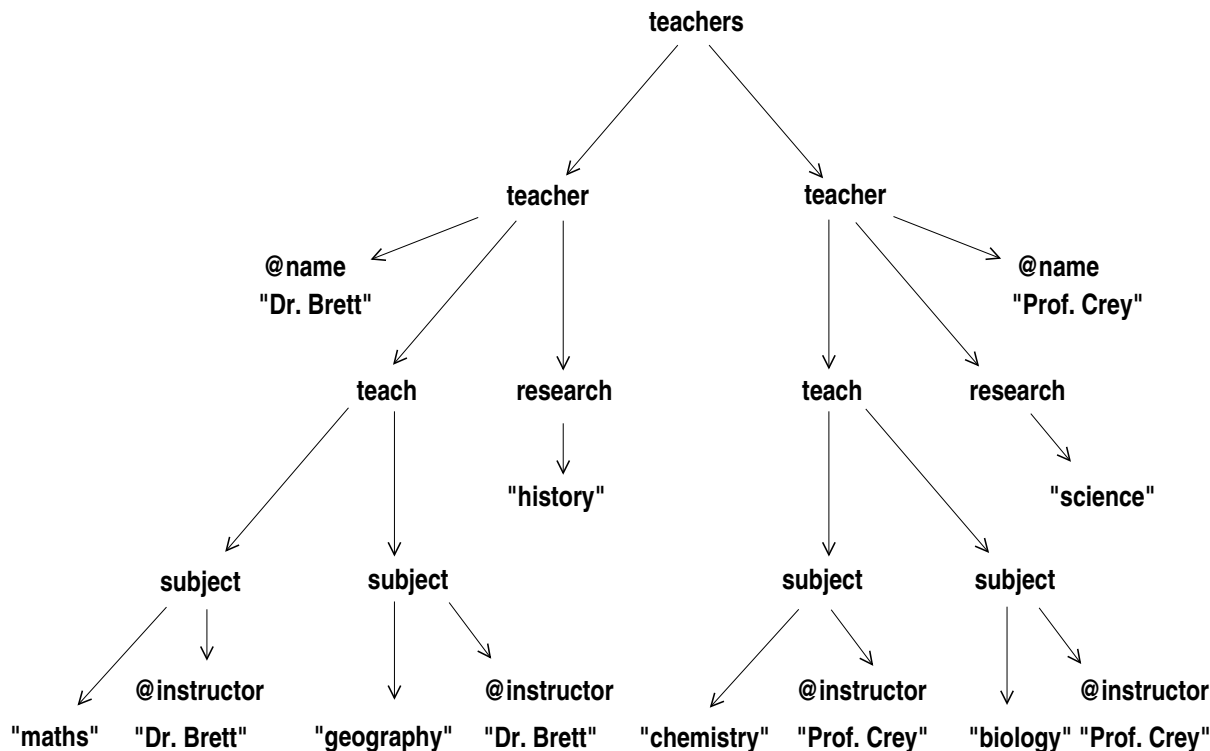 teachers
teacher
teacher
@name
"Dr. Brett"
@name
"Prof. Crey"
teach
research
teach
research
"history"
"science"
subject
subject
subject
subject
@instructor
@instructor
@instructor
@instructor
"maths"
"Dr. Brett"
"geography"
"Dr. Brett"
"chemistry"
"Prof. Crey"
"biology"
"Prof. Crey"